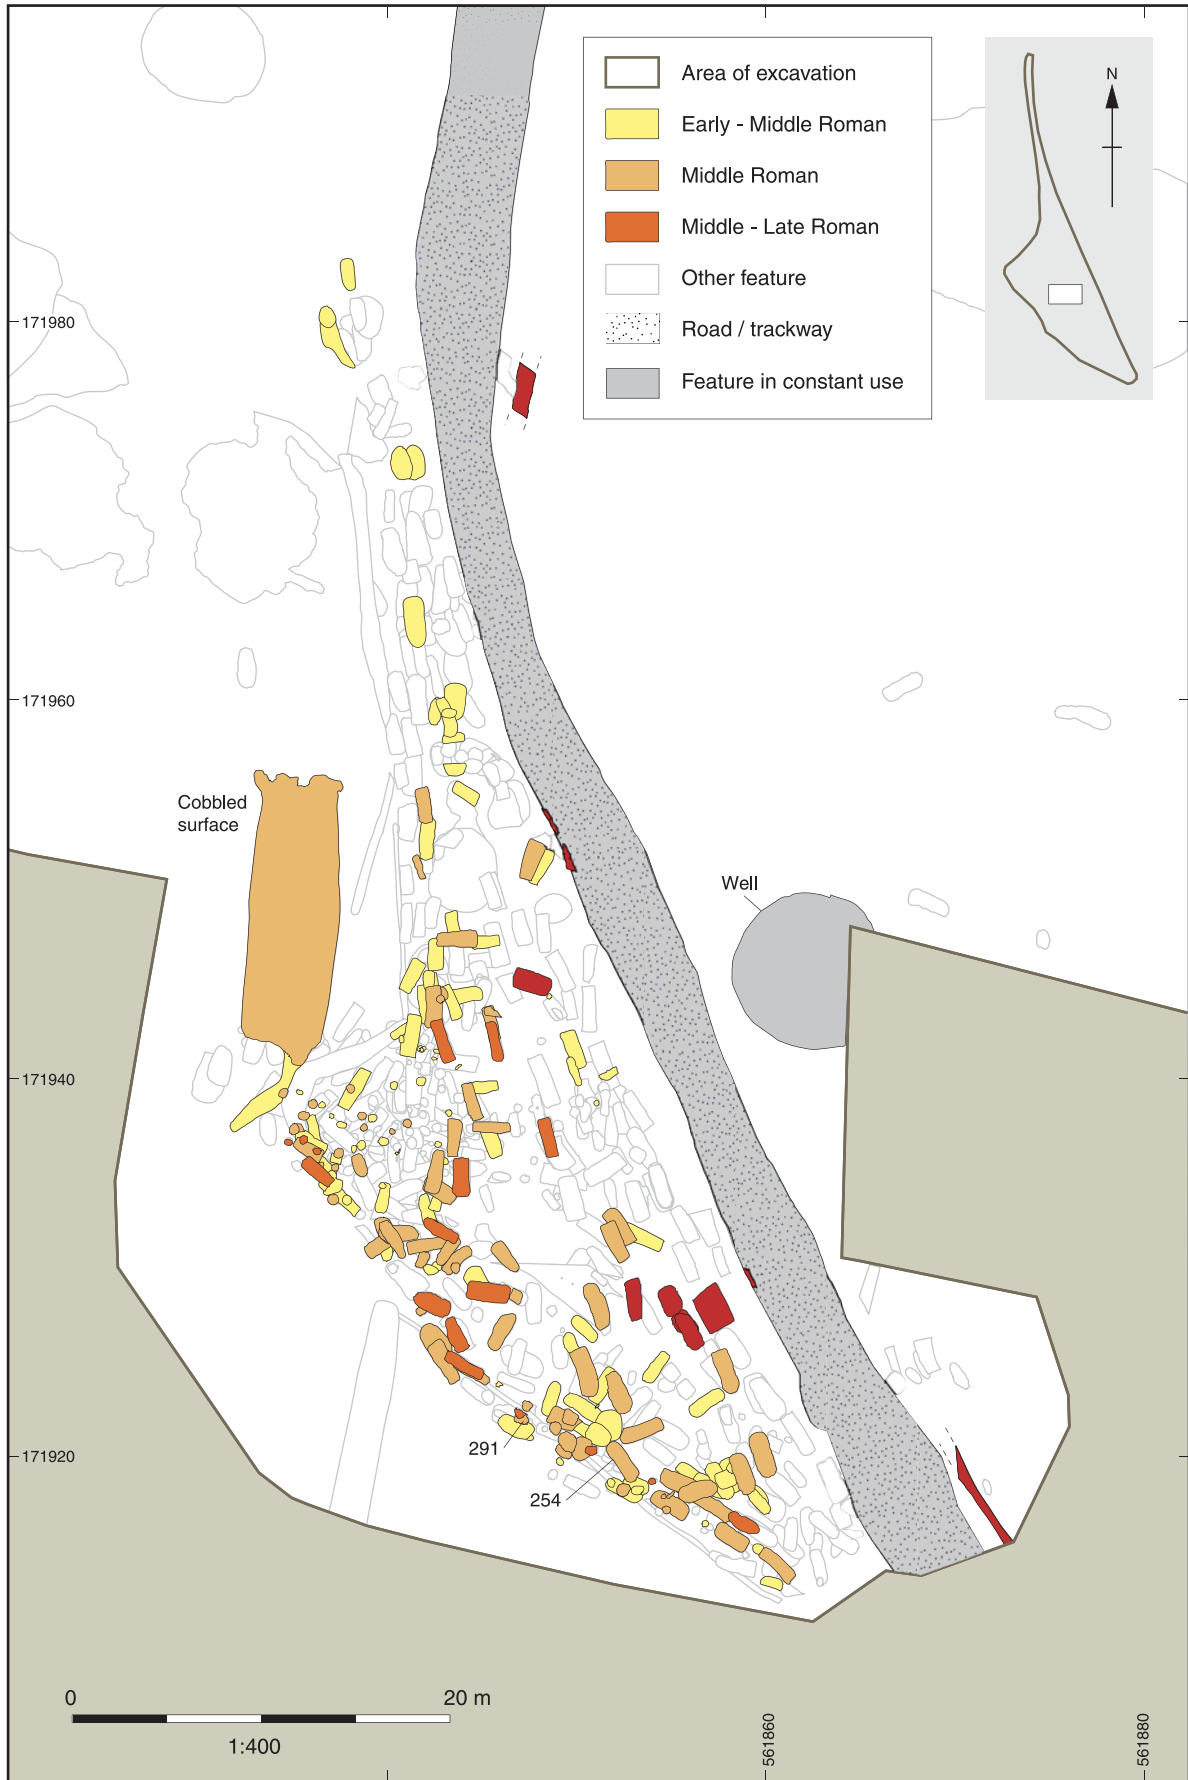 Area of excavation
Early - Middle Roman
Middle Roman
Middle - Late Roman
Other feature
Road / trackway
Feature in constant use
N
171980
171960
Cobbled
surface
Well
171940
171920
291
254
0
20 m
1:400
561860
561880